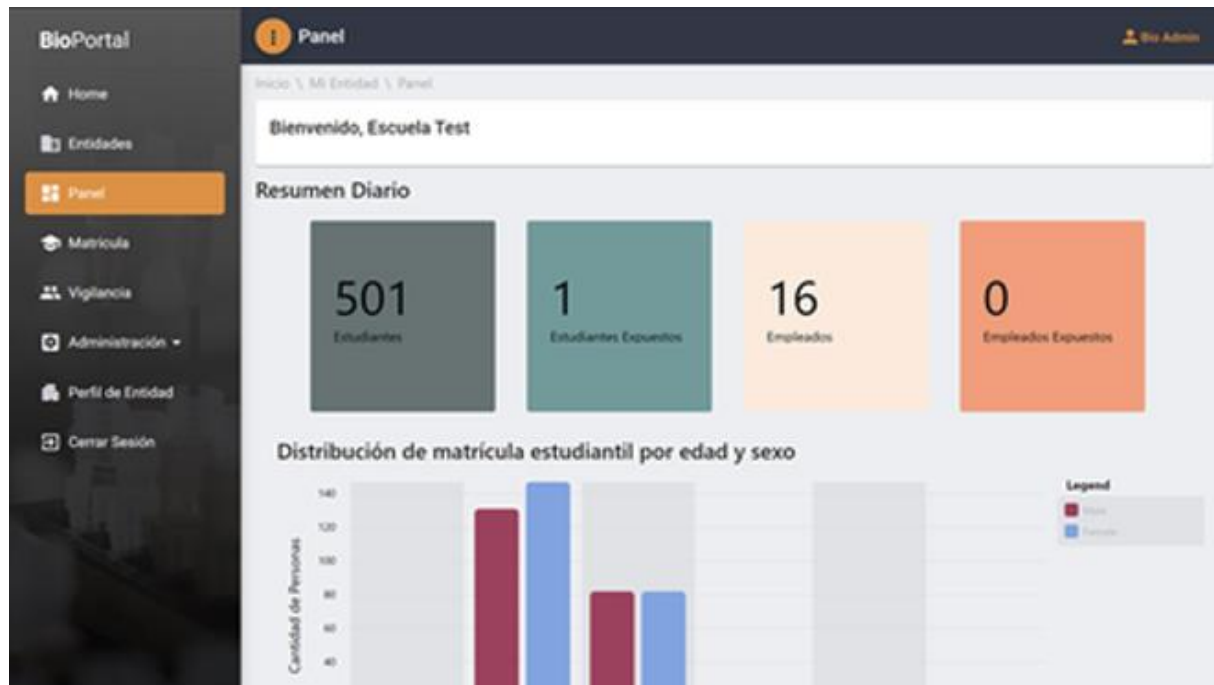 BioPortal
Home
Entidades
Panel
Matrícula
Vigilancia
Administración
Perfil de Entidad
Cerrar Sesión
Panel
Bio Admin
Inicio \ Mi Entidad \ Panel
Bienvenido, Escuela Test
Resumen Diario
501
Estudiantes
1
Estudiantes Expuestos
16
Empleados
0
Empleados Expuestos
Distribución de matrícula estudiantil por edad y sexo
Cantidad de Personas
140
120
100
80
60
40
Legend
Female